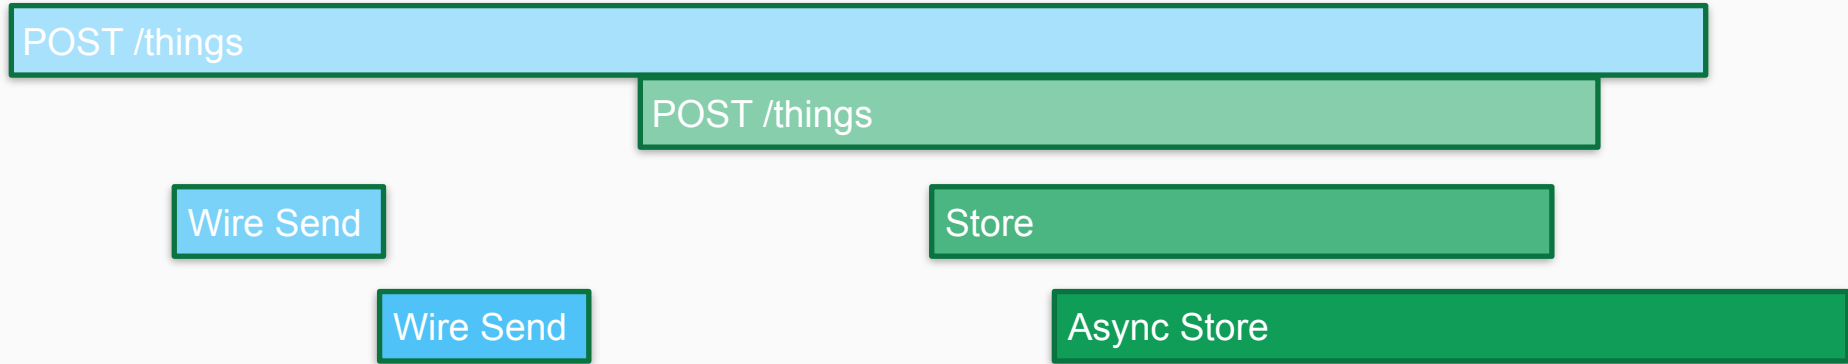 POST /things
POST /things
Wire Send
Store
Wire Send
Async Store